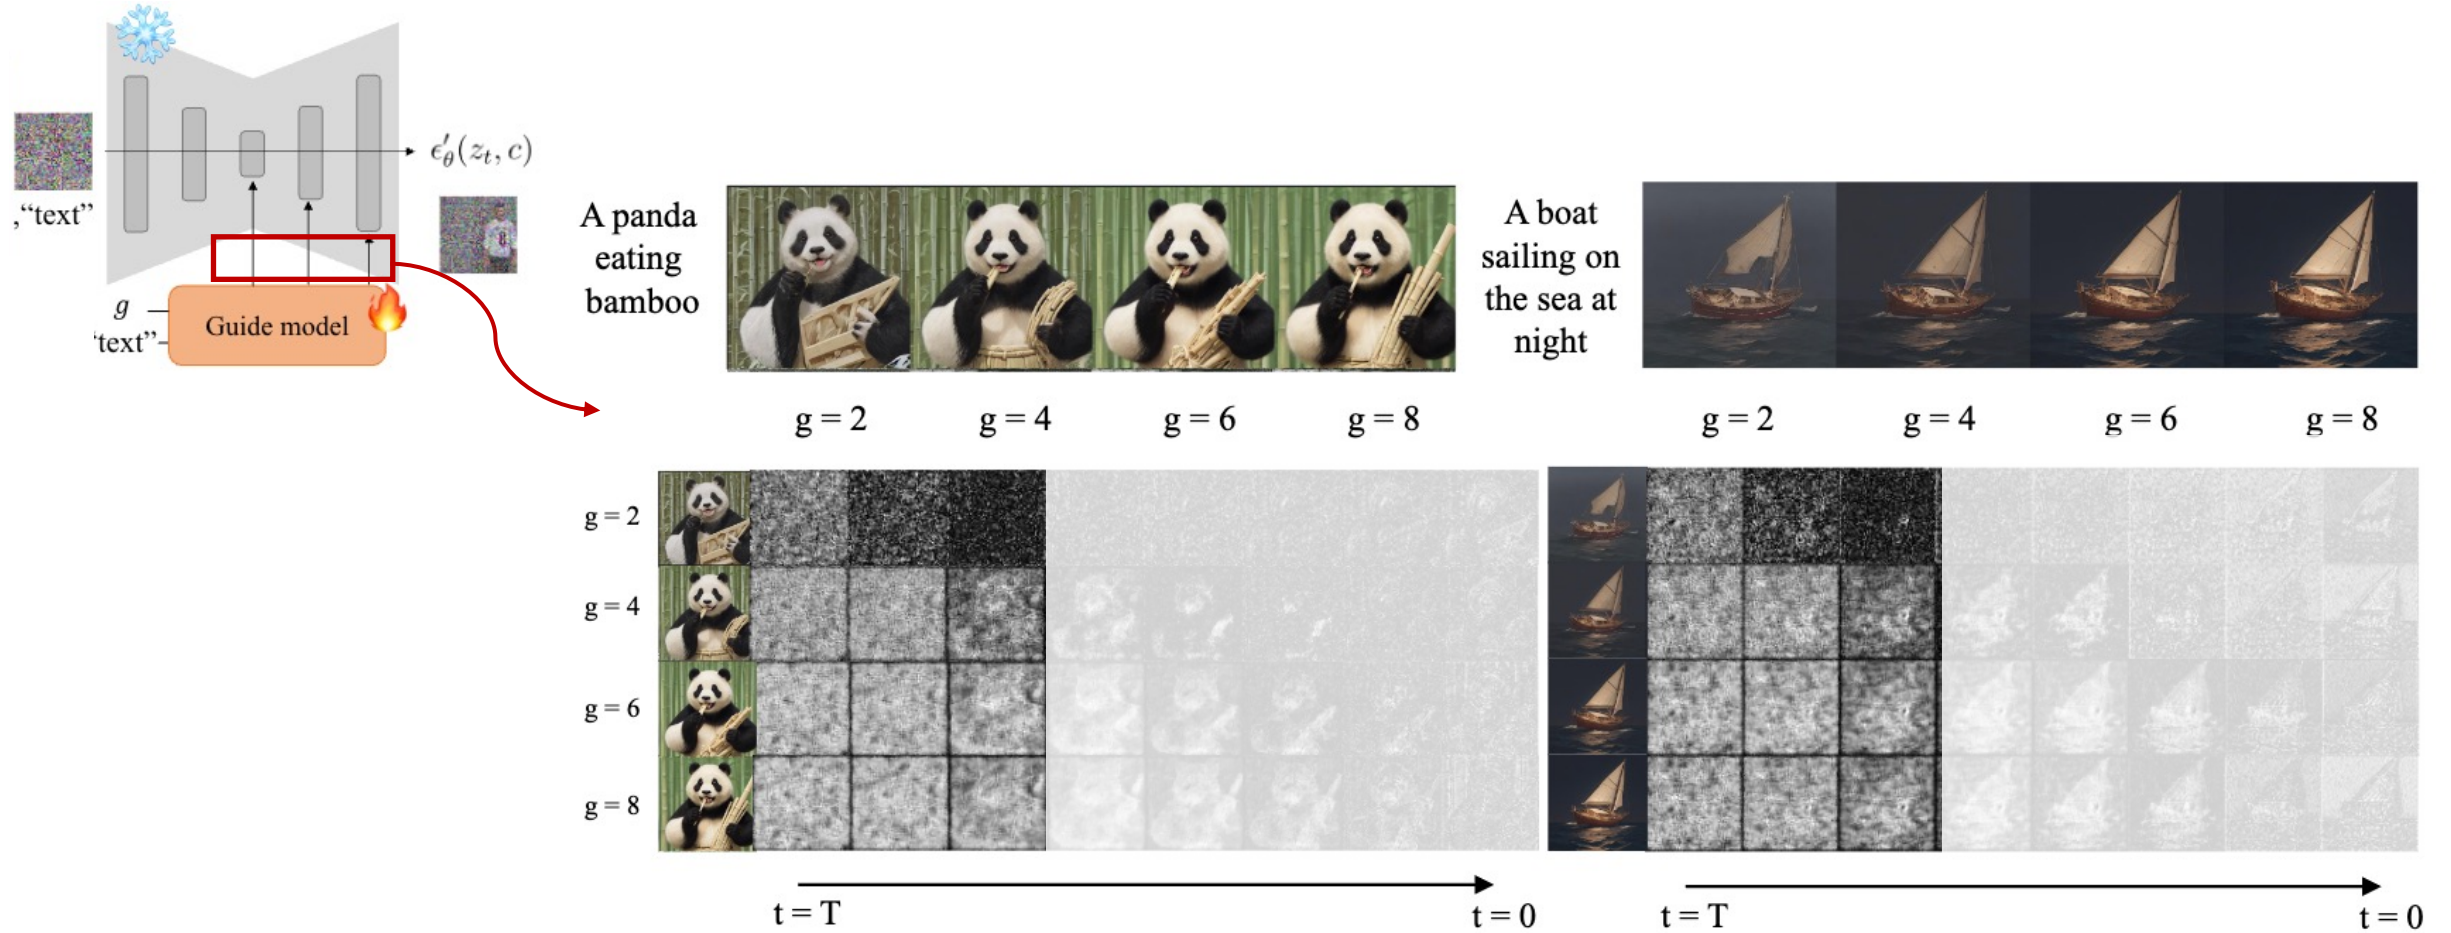 ,“text”
ϵ′θ(zt, c)
g
‘text”
Guide model
A panda
eating
bamboo
A boat
sailing on
the sea at
night
g = 2
g = 4
g = 6
g = 8
g = 2
g = 4
g = 6
g = 8
g = 2
g = 4
g = 6
g = 8
t = T
t = 0
t = T
t = 0